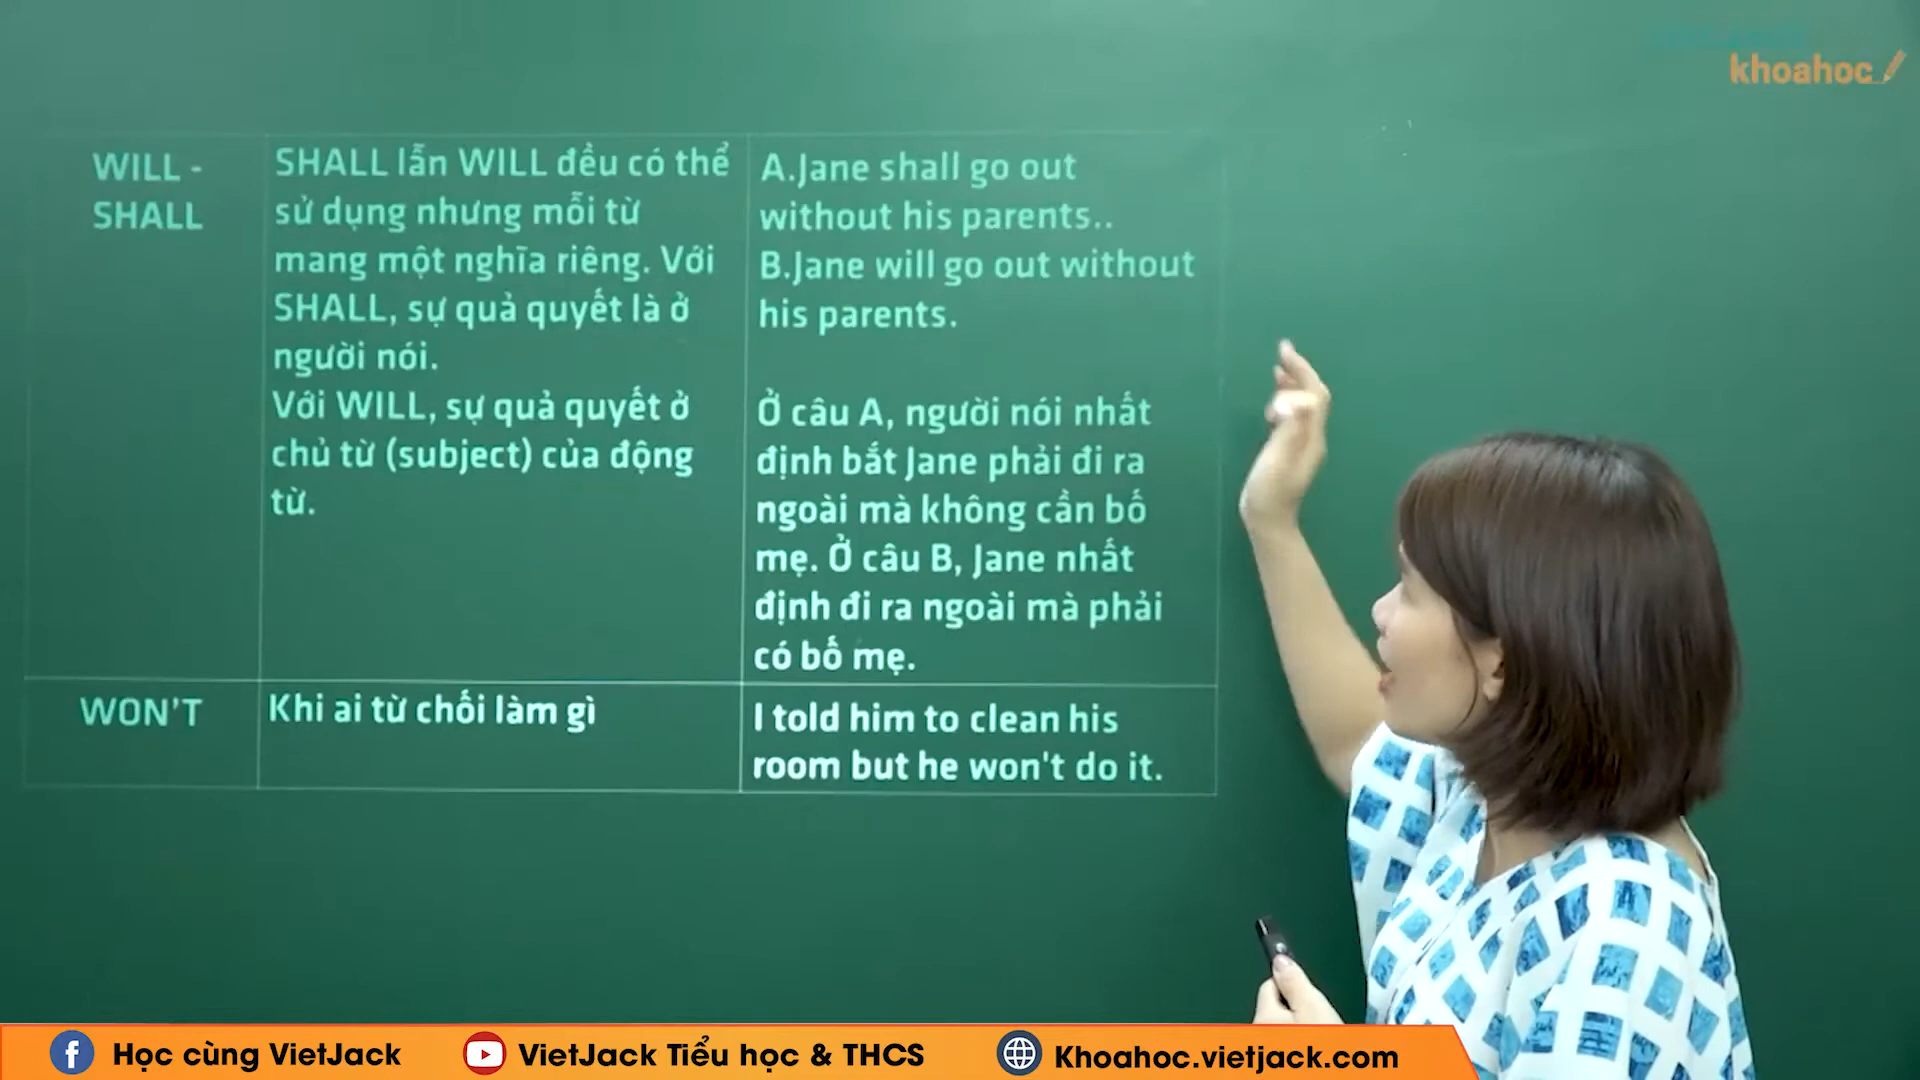 khoahoc
WILL -
SHALL
SHALL lẫn WILL đều có thể
sử dụng nhưng mỗi từ
mang một nghĩa riêng. Với
SHALL, sự quả quyết là ở
người nói.
Với WILL, sự quả quyết ở
chủ từ (subject) của động
từ.
A.Jane shall go out
without his parents..
B.Jane will go out without
his parents.
Ở câu A, người nói nhất
định bắt Jane phải đi ra
ngoài mà không cần bố
mẹ. Ở câu B, Jane nhất
định đi ra ngoài mà phải
có bố mẹ.
WON'T
Khi ai từ chối làm gì
I told him to clean his
room but he won't do it.
Học cùng VietJack
VietJack Tiểu học & THCS
Khoahoc.vietjack.com